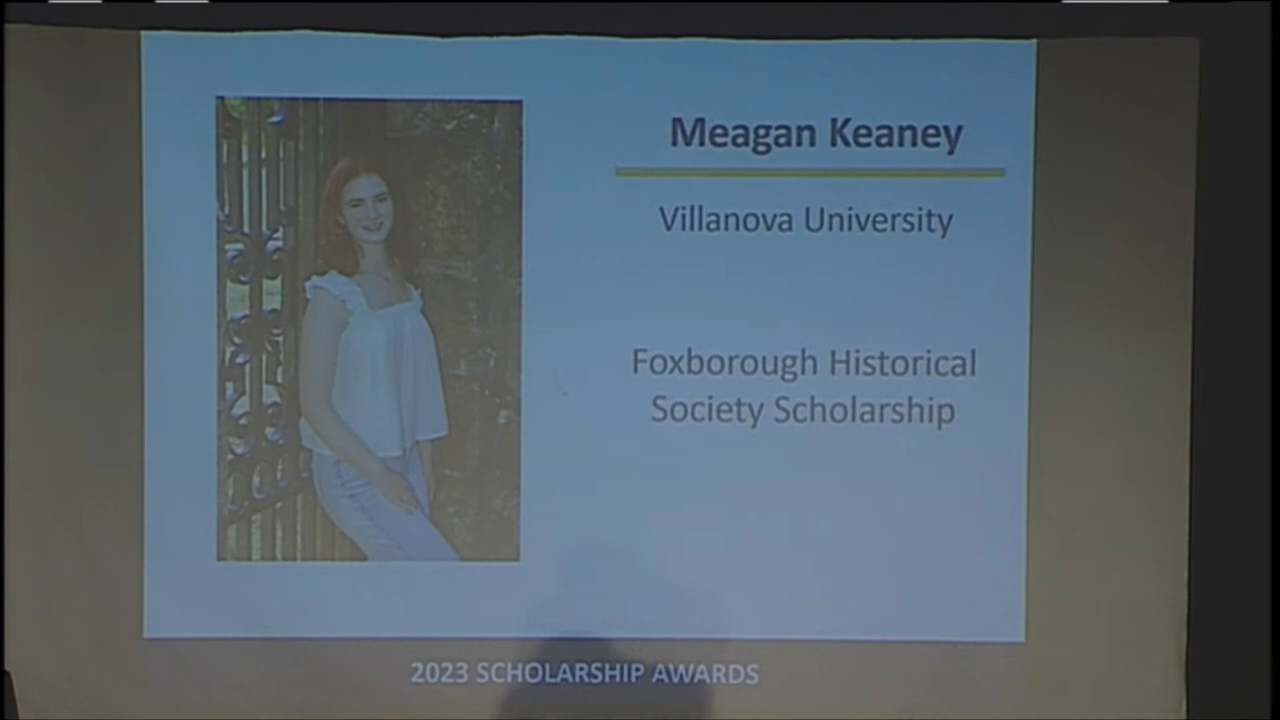 Meagan Keaney
Villanova University
Foxborough Historical
Society Scholarship
2023 SCHOLARSHIP AWARDS